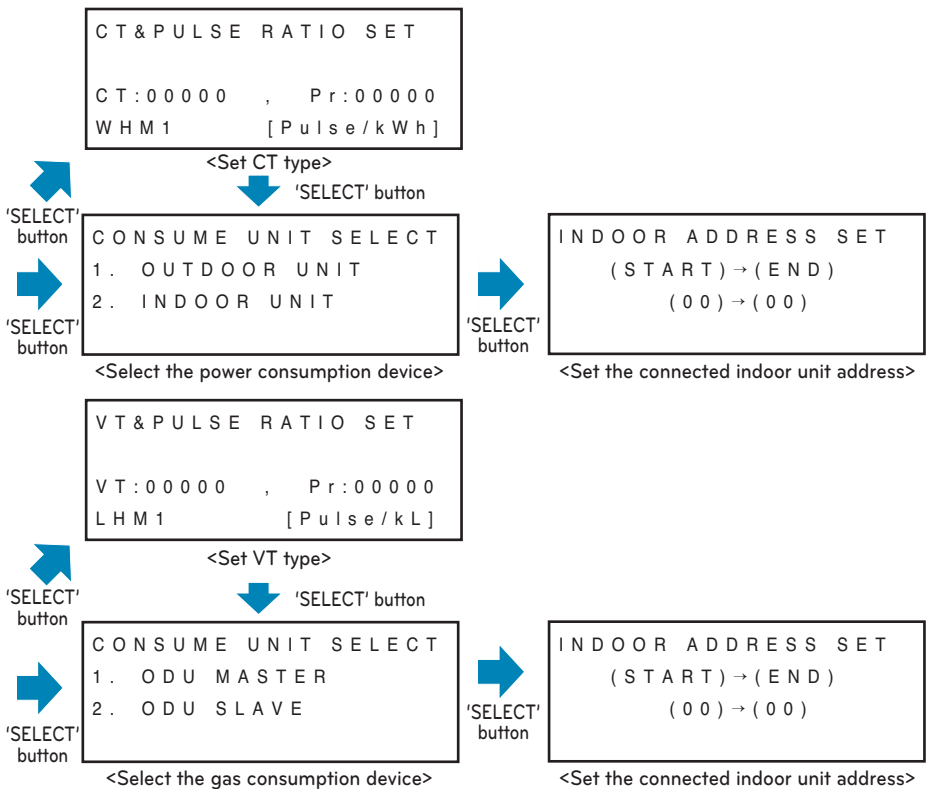 CT&PULSE RATIO SET
CT:00000 , Pr:00000
WHM1 [Pulse/kWh]
<Set CT type>
'SELECT' button
'SELECT'
button
CONSUME UNIT SELECT
1. OUTDOOR UNIT
2. INDOOR UNIT
'SELECT'
button
<Select the power consumption device>
'SELECT'
button
INDOOR ADDRESS SET
(START)→(END)
(00)→(00)
<Set the connected indoor unit address>
VT&PULSE RATIO SET
VT:00000 , Pr:00000
LHM1 [Pulse/kL]
<Set VT type>
'SELECT' button
'SELECT'
button
CONSUME UNIT SELECT
1. ODU MASTER
2. ODU SLAVE
'SELECT'
button
<Select the gas consumption device>
'SELECT'
button
INDOOR ADDRESS SET
(START)→(END)
(00)→(00)
<Set the connected indoor unit address>